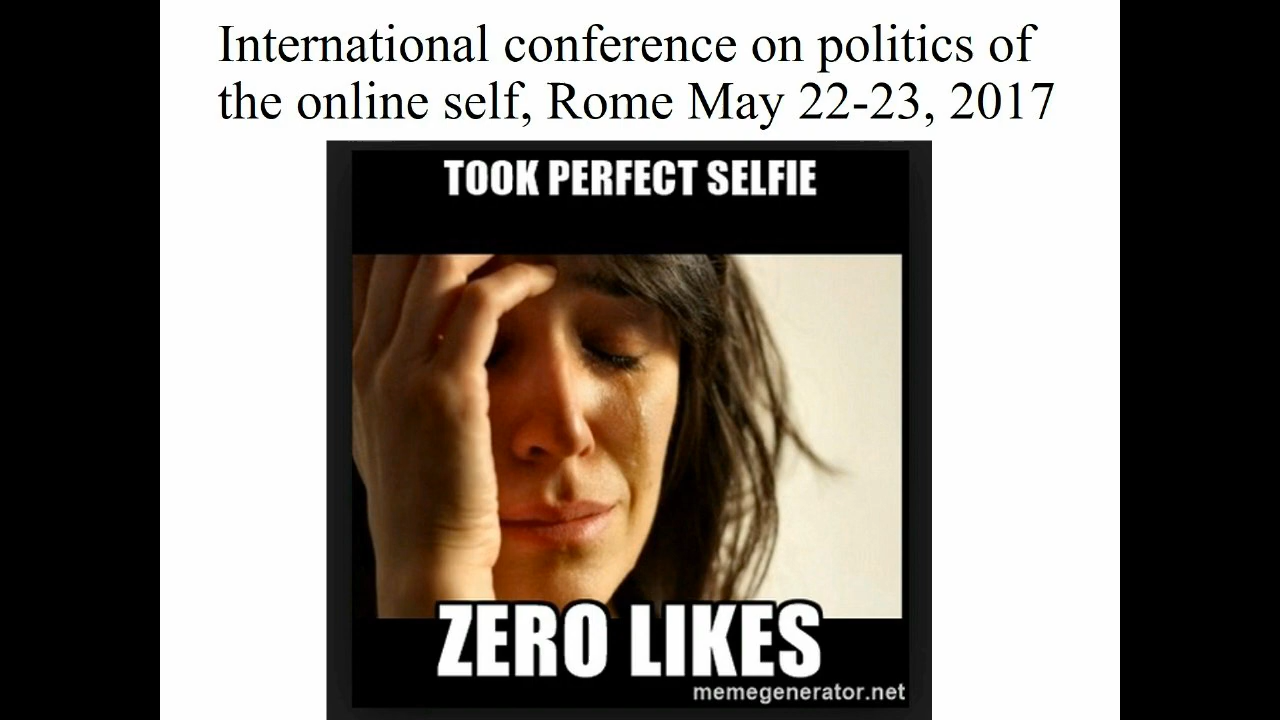 International conference on politics of
the online self, Rome May 22-23, 2017
TOOK PERFECT SELFIE
ZERO LIKES
memegenerator.net